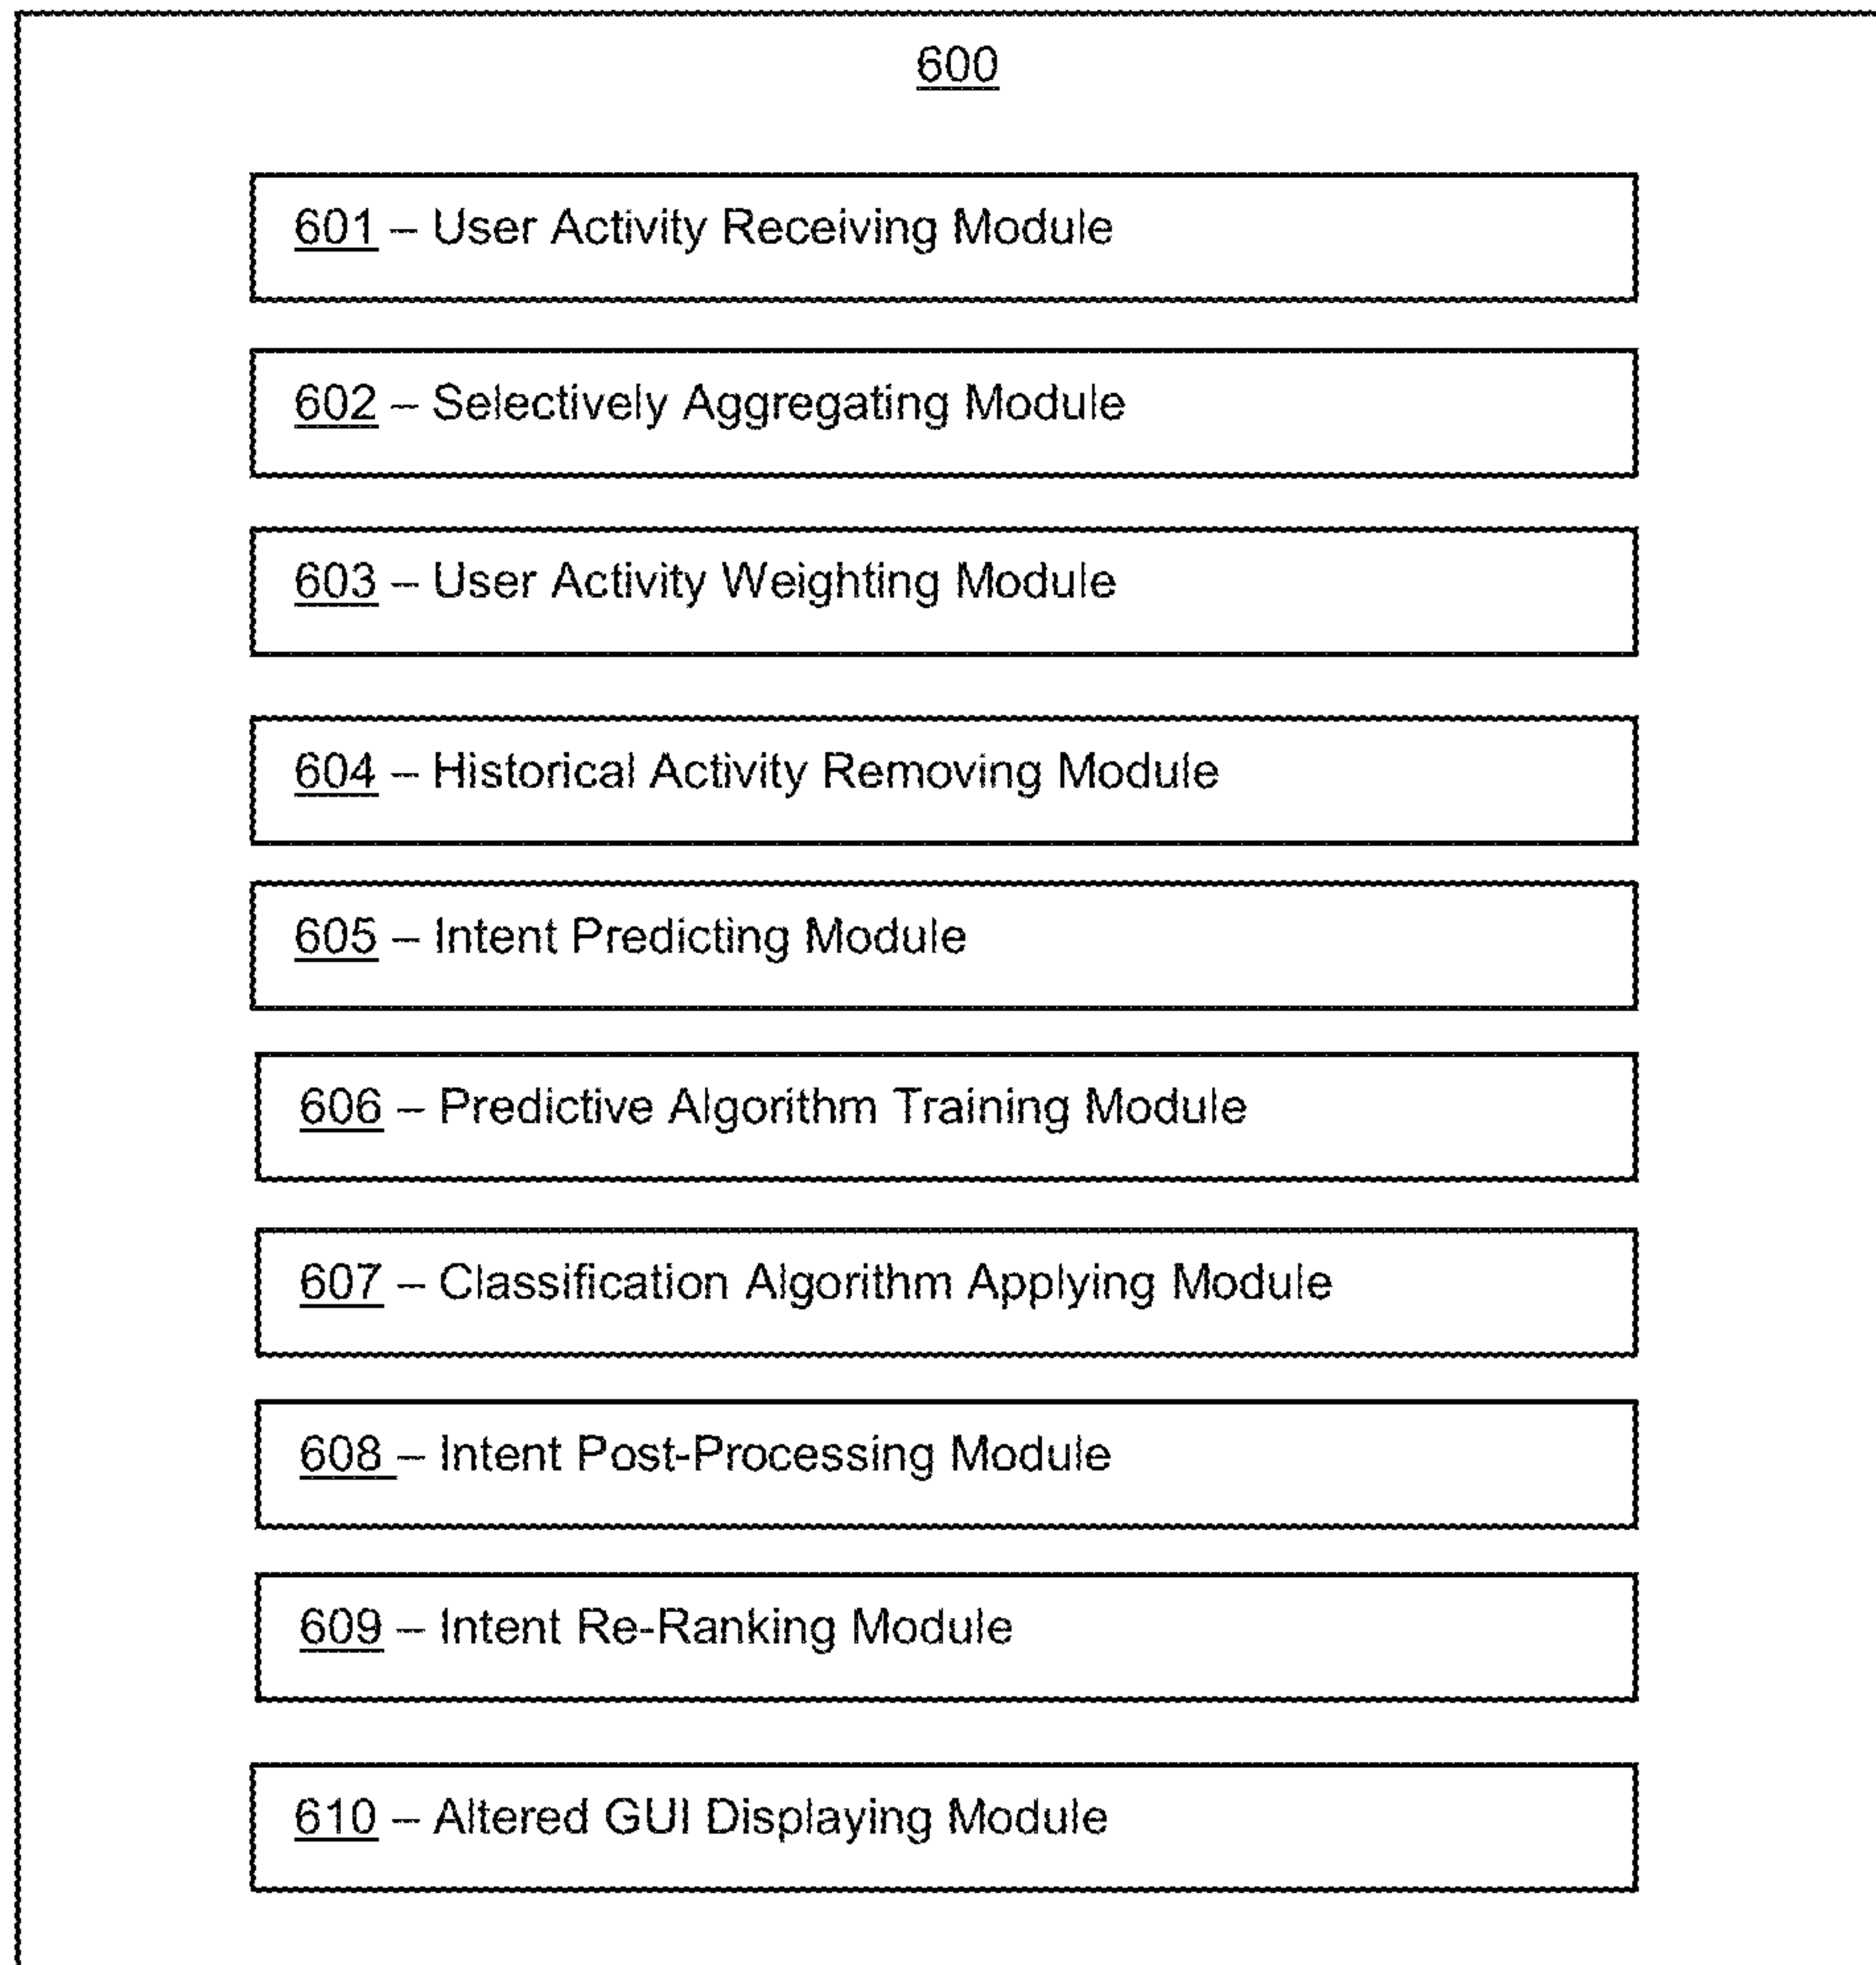 600
601 – User Activity Receiving Module
602 – Selectively Aggregating Module
603 – User Activity Weighting Module
604 – Historical Activity Removing Module
605 – Intent Predicting Module
606 – Predictive Algorithm Training Module
607 – Classification Algorithm Applying Module
608 – Intent Post-Processing Module
609 – Intent Re-Ranking Module
610 – Altered GUI Displaying Module